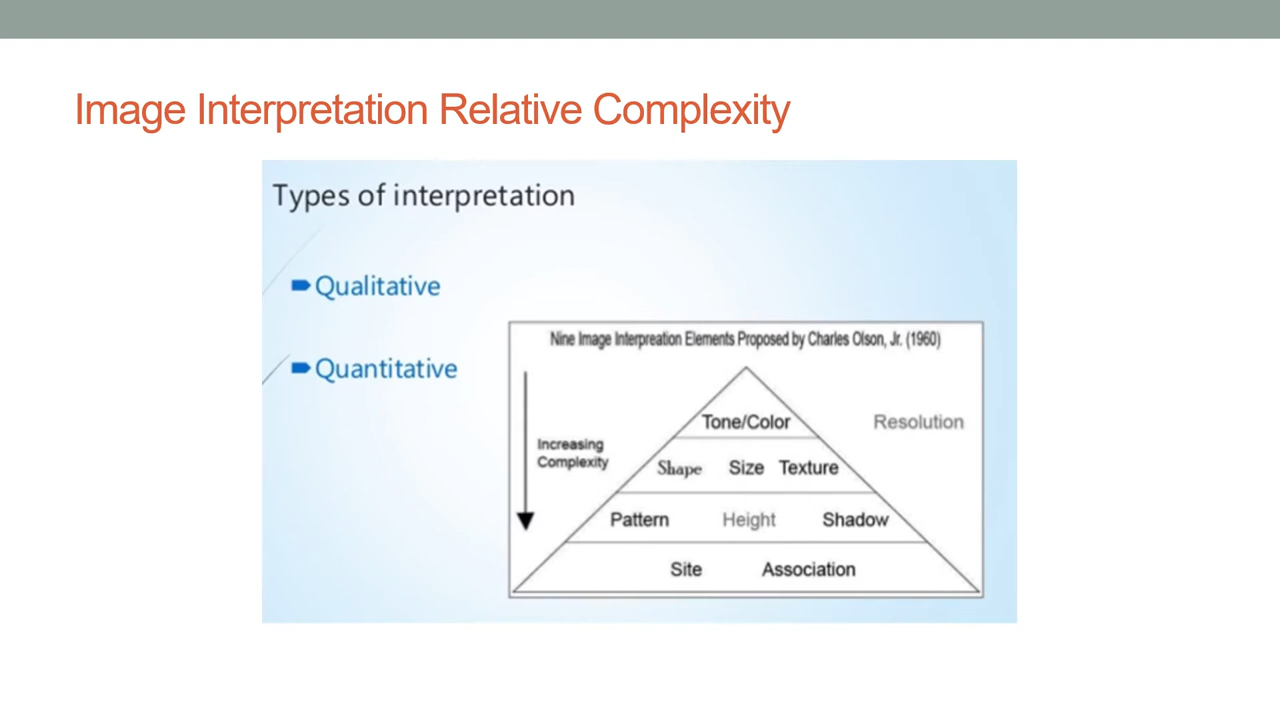 Image Interpretation Relative Complexity
Types of interpretation
Qualitative
Quantitative
Nine Image Interpreation Elements Proposed by Charles Olson, Jr. (1960)
Tone/Color
Resolution
Increasing
Complexity
Shape Size Texture
Pattern Height Shadow
Site Association